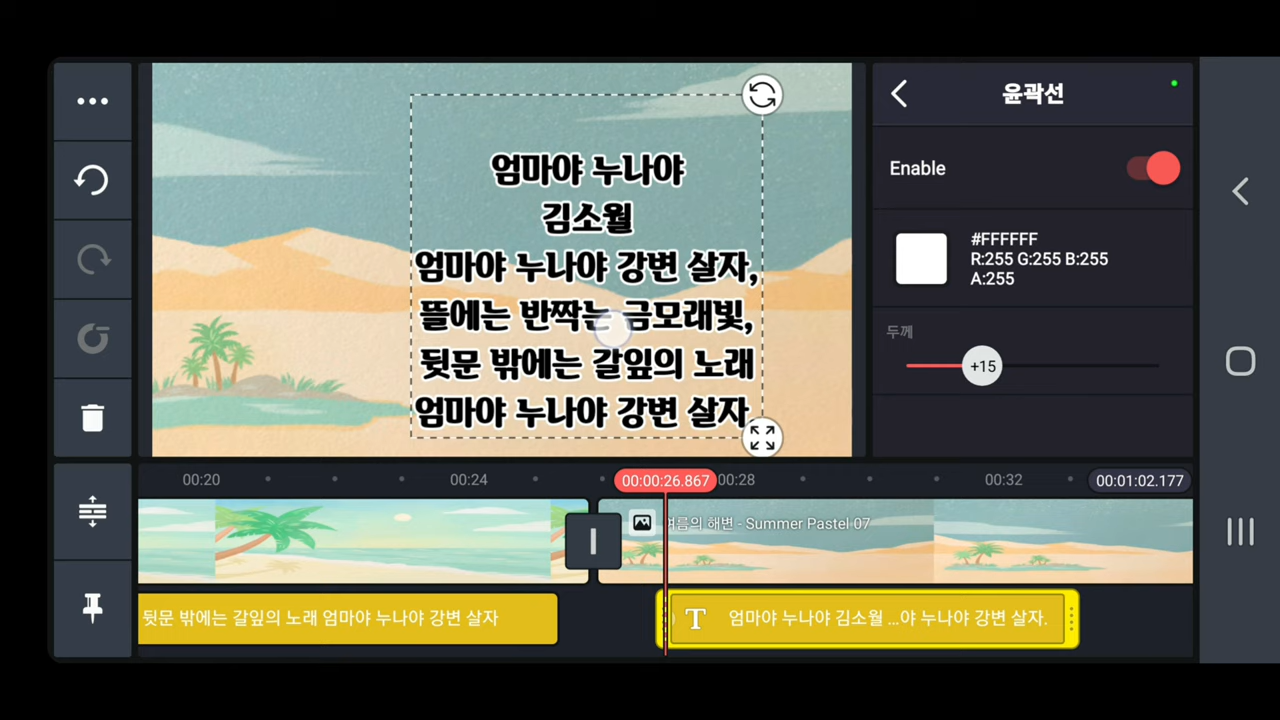 엄마야 누나야
김소월
엄마야 누나야 강변 살자,
뜰에는 반짝는 금모래빛,
뒷문 밖에는 갈잎의 노래
엄마야 누나야 강변 살자
윤곽선
Enable
#FFFFFF
R:255 G:255 B:255
A:255
두께
+15
00:20
00:24
00:00:26.867
00:28
00:32
00:01:02.177
여름의 해변 - Summer Pastel 07
뒷문 밖에는 갈잎의 노래 엄마야 누나야 강변 살자
T 엄마야 누나야 김소월 ...야 누나야 강변 살자.